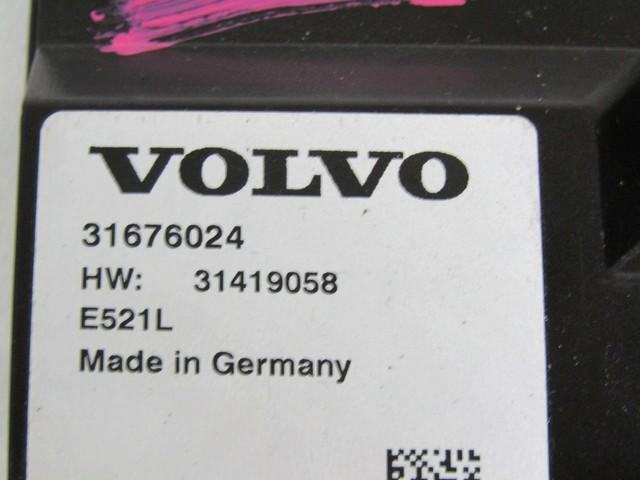 VOLVO
31676024
HW: 31419058
E521L
Made in Germany